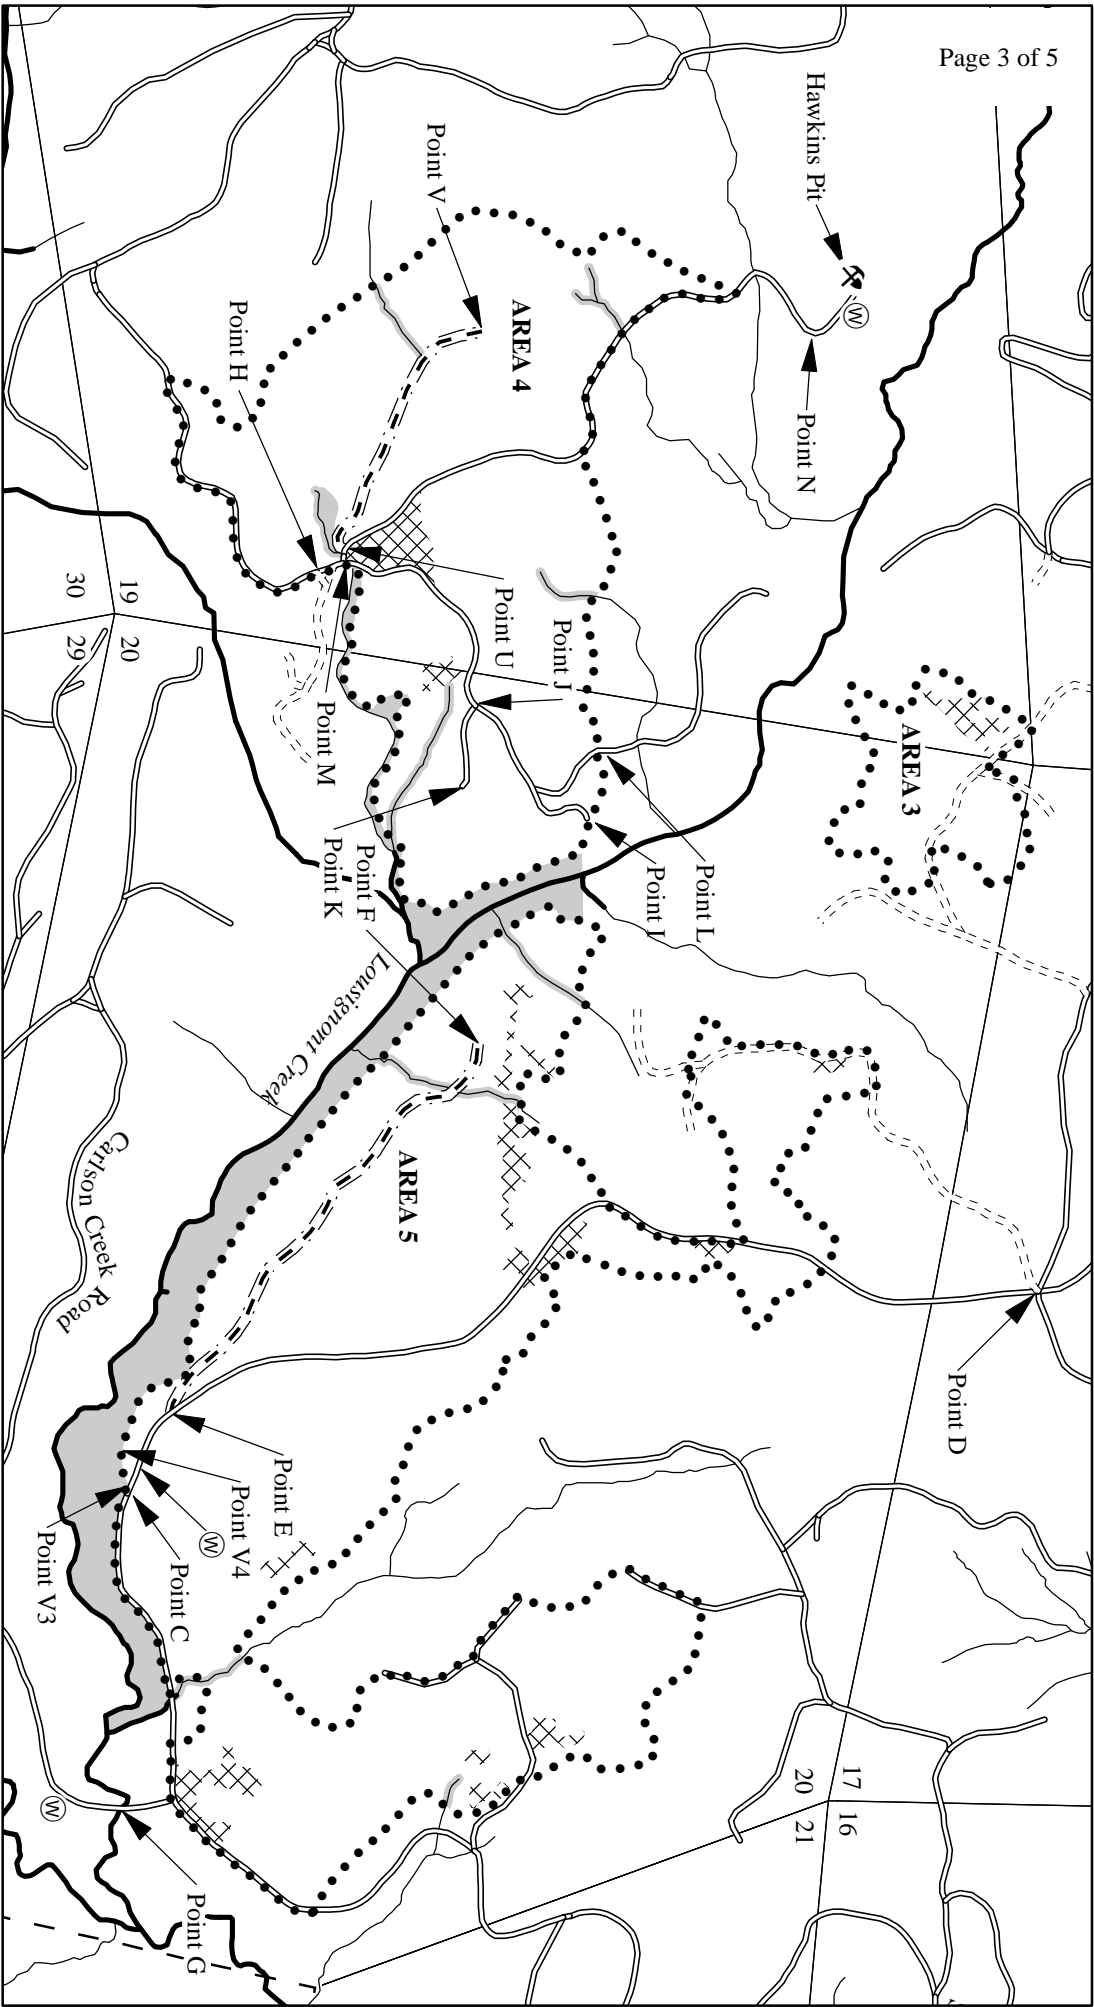 Page 3 of 5
Hawkins Pit
W
Point N
Point V
AREA 4
Point H
Point U
Point J
Point M
Point K
Point F
Point I
Point L
AREA 3
19
20
30
29
Lousignont Creek
Carlson Creek Road
AREA 5
Point D
Point E
Point V4
W
Point C
Point V3
17
16
20
21
W
Point G